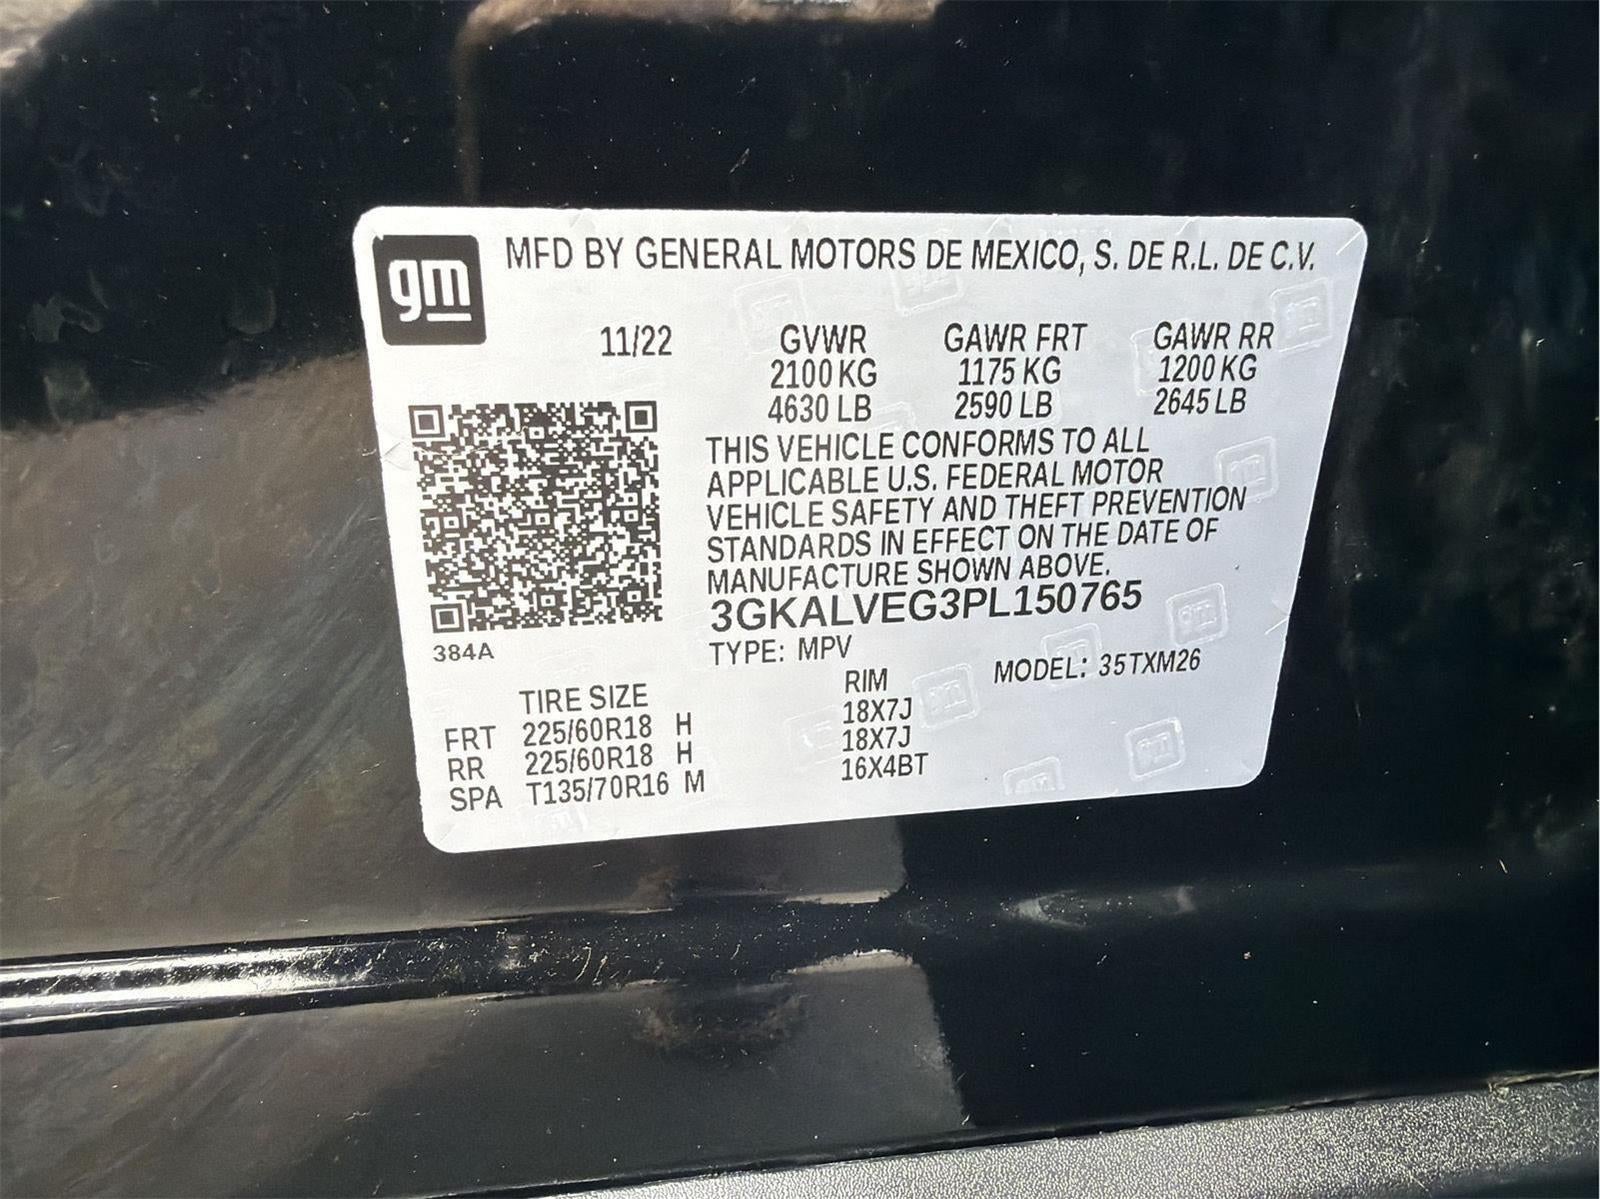 gm
MFD BY GENERAL MOTORS DE MEXICO, S. DE R.L. DE C.V.
11/22 GVWR GAWR FRT GAWR RR
2100 KG 1175 KG 1200 KG
4630 LB 2590 LB 2645 LB
THIS VEHICLE CONFORMS TO ALL
APPLICABLE U.S. FEDERAL MOTOR
VEHICLE SAFETY AND THEFT PREVENTION
STANDARDS IN EFFECT ON THE DATE OF
MANUFACTURE SHOWN ABOVE.
3GKALVEG3PL150765
384A
TYPE: MPV MODEL: 35TXM26
TIRE SIZE RIM
FRT 225/60R18 H 18X7J
RR 225/60R18 H 18X7J
SPA T135/70R16 M 16X4BT